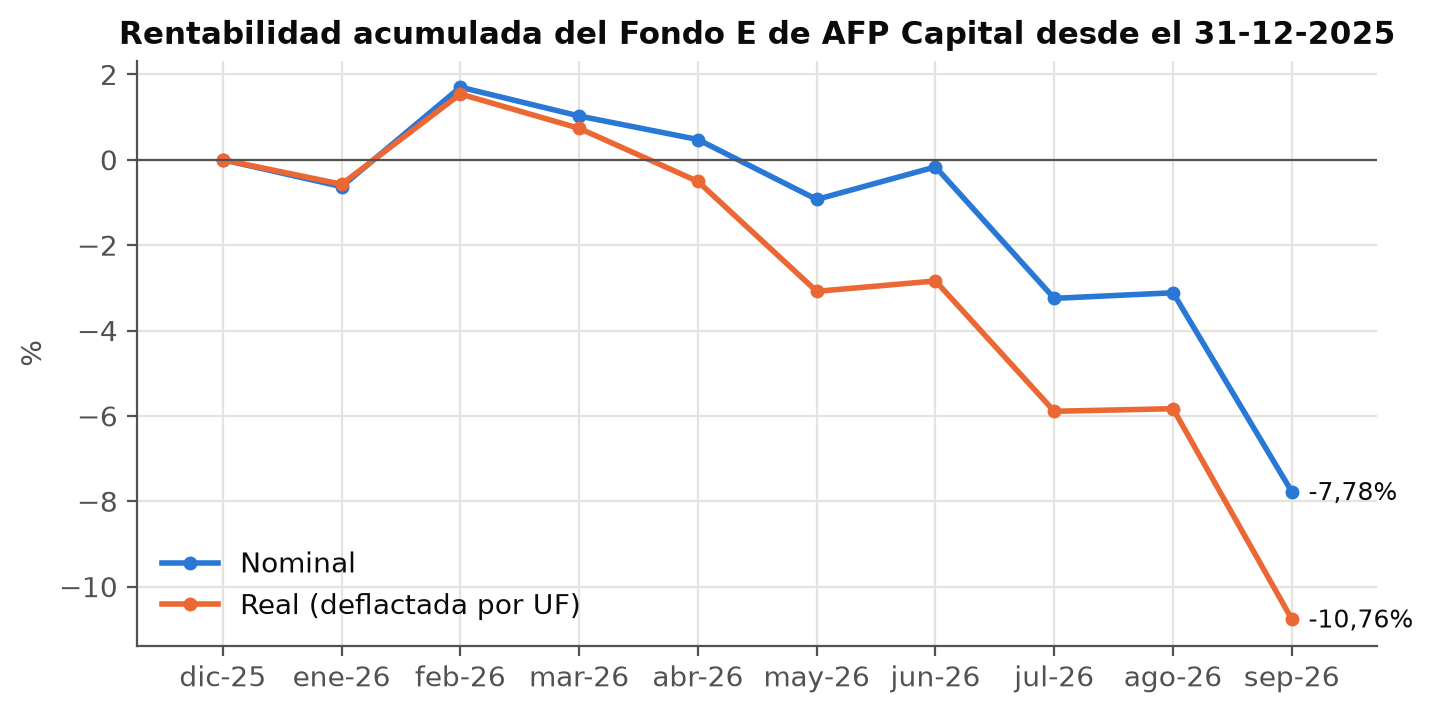 Rentabilidad acumulada del Fondo E de AFP Capital desde el 31-12-2025
2
0
−2
−4
−6
−8
−10
%
-7,78%
-10,76%
Nominal
Real (deflactada por UF)
dic-25 ene-26 feb-26 mar-26 abr-26 may-26 jun-26 jul-26 ago-26 sep-26